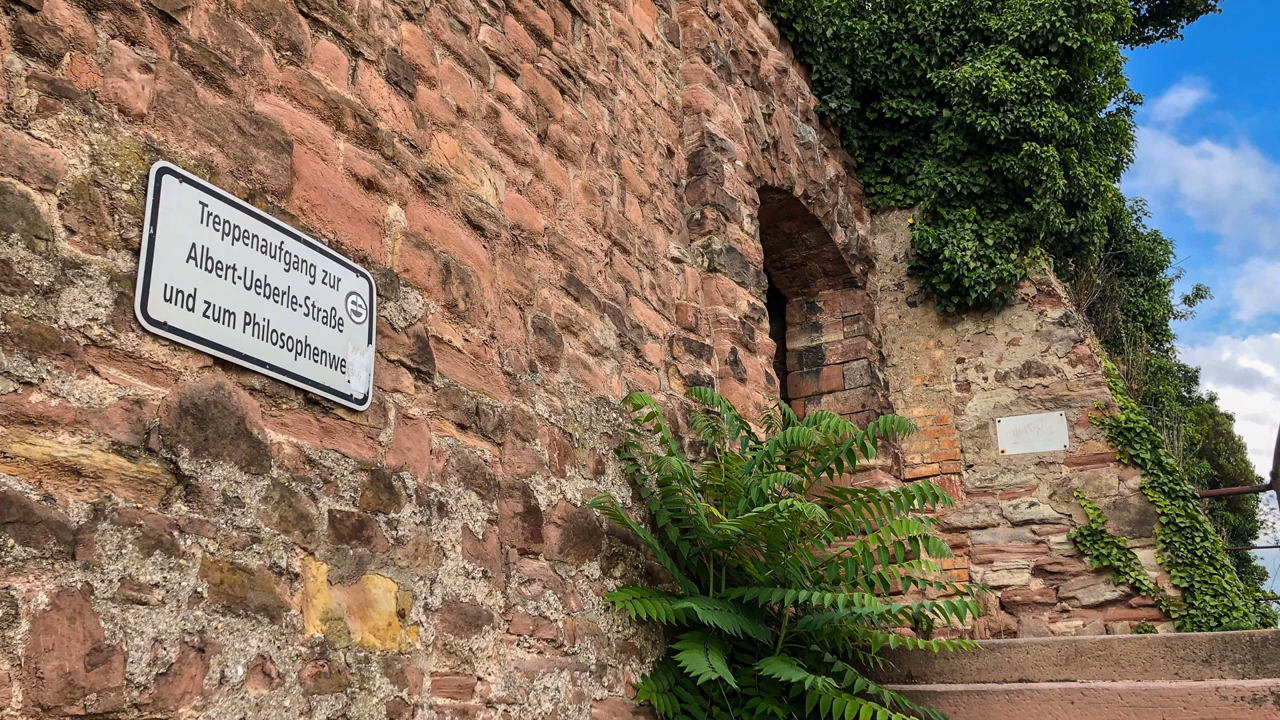 Treppenaufgang zur
Albert-Ueberle-Straße
und zum Philosophenwe